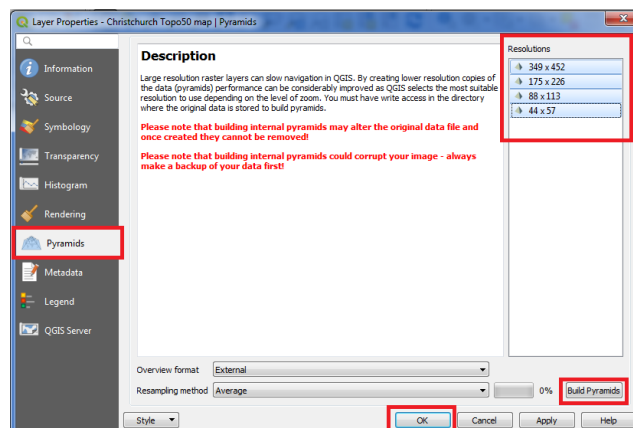 Layer Properties - Christchurch Topo50 map | Pyramids
Information
Source
Symbology
Transparency
Histogram
Rendering
Pyramids
Metadata
Legend
QGIS Server
Description
Large resolution raster layers can slow navigation in QGIS. By creating lower resolution copies of
the data (pyramids) performance can be considerably improved as QGIS selects the most suitable
resolution to use depending on the level of zoom. You must have write access in the directory
where the original data is stored to build pyramids.
Please note that building internal pyramids may alter the original data file and
once created they cannot be removed!
Please note that building internal pyramids could corrupt your image - always
make a backup of your data first!
Resolutions
349 x 452
175 x 226
88 x 113
44 x 57
Overview format External
Resampling method Average 0% Build Pyramids
Style OK Cancel Apply Help